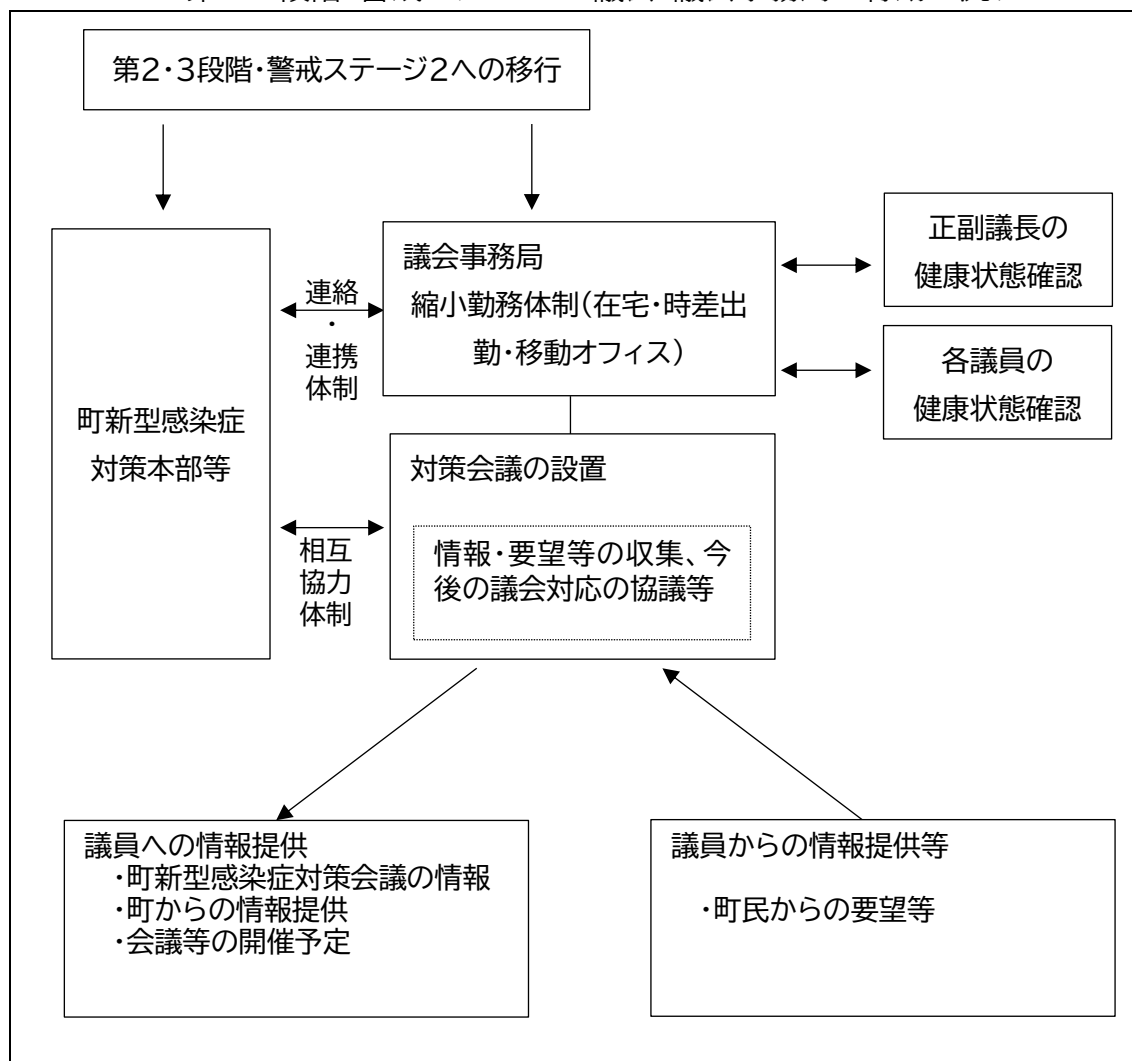 第2・3段階・警戒ステージ2への移行
議会事務局
縮小勤務体制(在宅・時差出
勤・移動オフィス)
正副議長の
健康状態確認
各議員の
健康状態確認
連絡
・
連携
体制
町新型感染症
対策本部等
対策会議の設置
情報・要望等の収集、今
後の議会対応の協議等
相互
協力
体制
議員への情報提供
・町新型感染症対策会議の情報
・町からの情報提供
・会議等の開催予定
議員からの情報提供等
・町民からの要望等